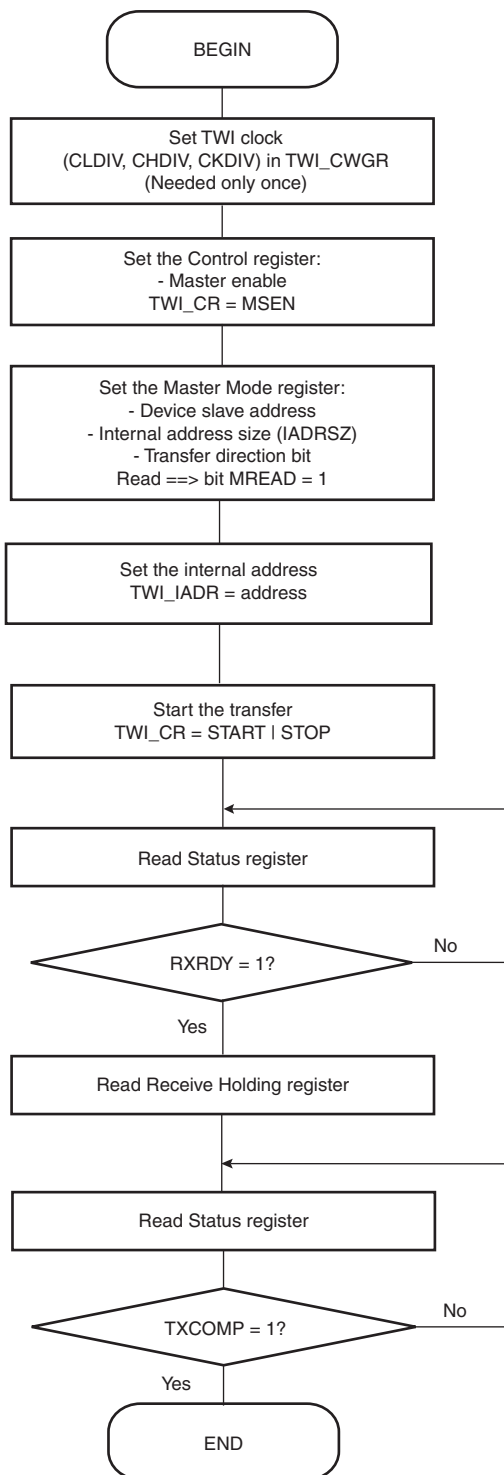 BEGIN
Set TWI clock
(CLDIV, CHDIV, CKDIV) in TWI_CWGR
(Needed only once)
Set the Control register:
- Master enable
TWI_CR = MSEN
Set the Master Mode register:
- Device slave address
- Internal address size (IADRSZ)
- Transfer direction bit
Read ==> bit MREAD = 1
Set the internal address
TWI_IADR = address
Start the transfer
TWI_CR = START | STOP
Read Status register
RXRDY = 1?
No
Yes
Read Receive Holding register
Read Status register
TXCOMP = 1?
No
Yes
END